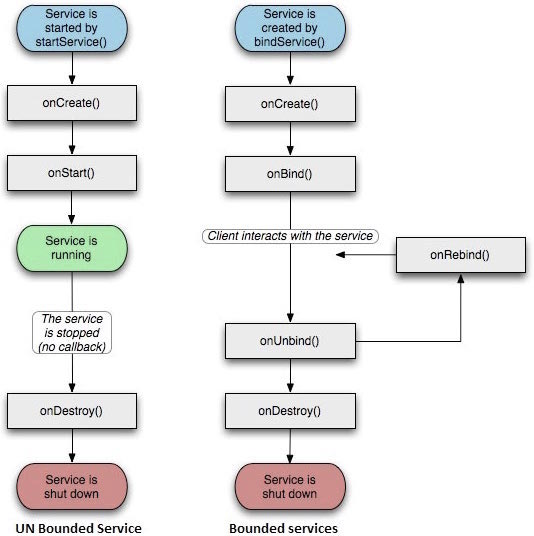 Service is
started by
startService()
onCreate()
onStart()
Service is
running
The service
is stopped
(no callback)
onDestroy()
Service is
shut down
UN Bounded Service
Service is
created by
bindService()
onCreate()
onBind()
Client interacts with the service
onRebind()
onUnbind()
onDestroy()
Service is
shut down
Bounded services